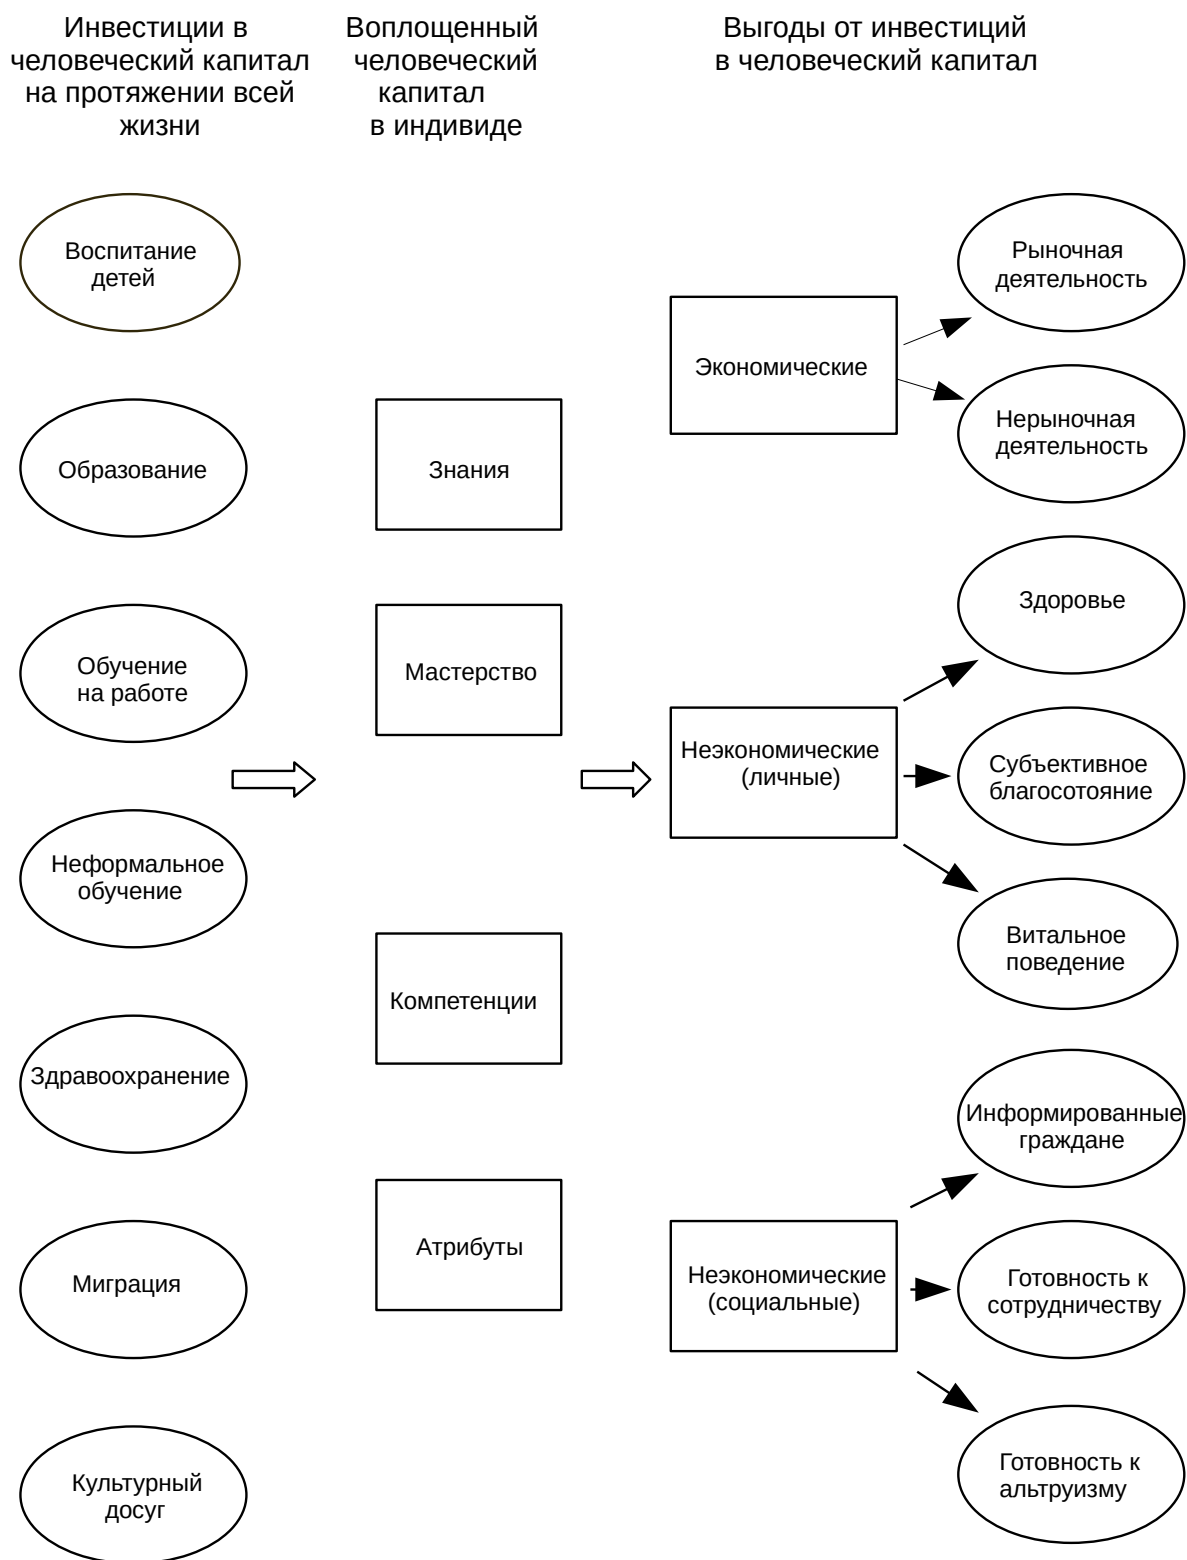 Инвестиции в
человеческий капитал
на протяжении всей
жизни
Воплощенный
человеческий
капитал
в индивиде
Выгоды от инвестиций
в человеческий капитал
Воспитание
детей
Образование
Обучение
на работе
Неформальное
обучение
Здравоохранение
Миграция
Культурный
досуг
Знания
Мастерство
Компетенции
Атрибуты
Экономические
Рыночная
деятельность
Нерыночная
деятельность
Неэкономические
(личные)
Здоровье
Субъективное
благосотояние
Витальное
поведение
Неэкономические
(социальные)
Информированные
граждане
Готовность к
сотрудничеству
Готовность к
альтруизму